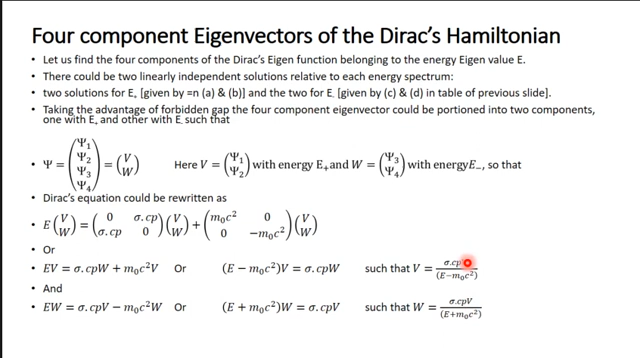 Four component Eigenvectors of the Dirac's Hamiltonian
• Let us find the four components of the Dirac's Eigen function belonging to the energy Eigen value E.
• There could be two linearly independent solutions relative to each energy spectrum:
• two solutions for E₊ [given by =n (a) & (b)] and the two for E₋ [given by (c) & (d) in table of previous slide].
• Taking the advantage of forbidden gap the four component eigenvector could be portioned into two components, one with E₊ and other with E₋ such that
• Ψ = (Ψ₁ Ψ₂ Ψ₃ Ψ₄) = (V W) Here V = (Ψ₁ Ψ₂) with energy E₊and W = (Ψ₃ Ψ₄) with energyE₋, so that
• Dirac's equation could be rewritten as
• E(V W) = (0 σ.cp σ.cp 0)(V W) + (m₀c² 0 0 −m₀c²)(V W)
• Or
• EV = σ.cpW + m₀c²V Or (E − m₀c²)V = σ.cpW such that V = σ.cp/(E−m₀c²)
• And
• EW = σ.cpV − m₀c²W Or (E + m₀c²)W = σ.cpV such that W = σ.cpV/(E+m₀c²)